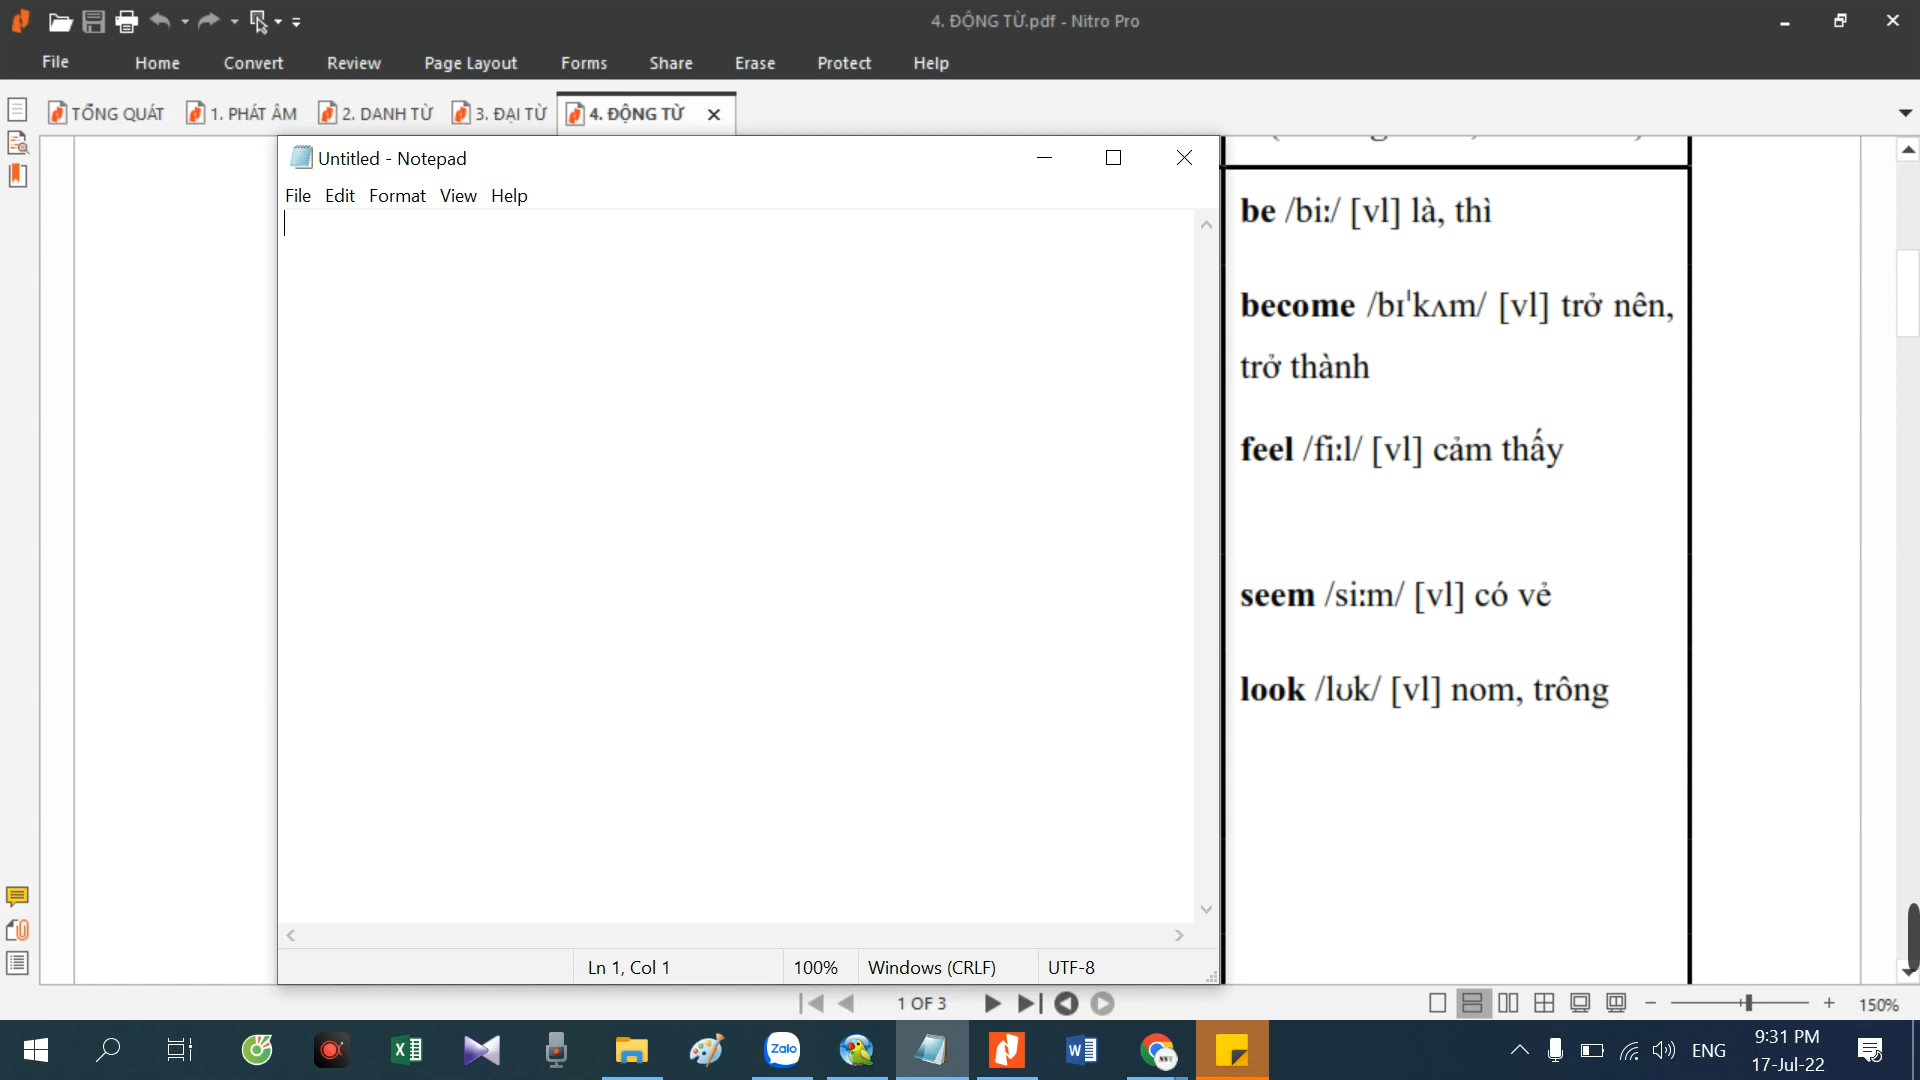 4. ĐỘNG TỪ.pdf - Nitro Pro
File Home Convert Review Page Layout Forms Share Erase Protect Help
TỔNG QUÁT 1. PHÁT ÂM 2. DANH TỪ 3. ĐẠI TỪ 4. ĐỘNG TỪ
Untitled - Notepad
File Edit Format View Help
be /biː/ [vl] là, thì
become /bɪˈkʌm/ [vl] trở nên,
trở thành
feel /fiːl/ [vl] cảm thấy
seem /siːm/ [vl] có vẻ
look /lʊk/ [vl] nom, trông
Ln 1, Col 1 100% Windows (CRLF) UTF-8
1 OF 3
150%
Zalo
ENG
9:31 PM
17-Jul-22